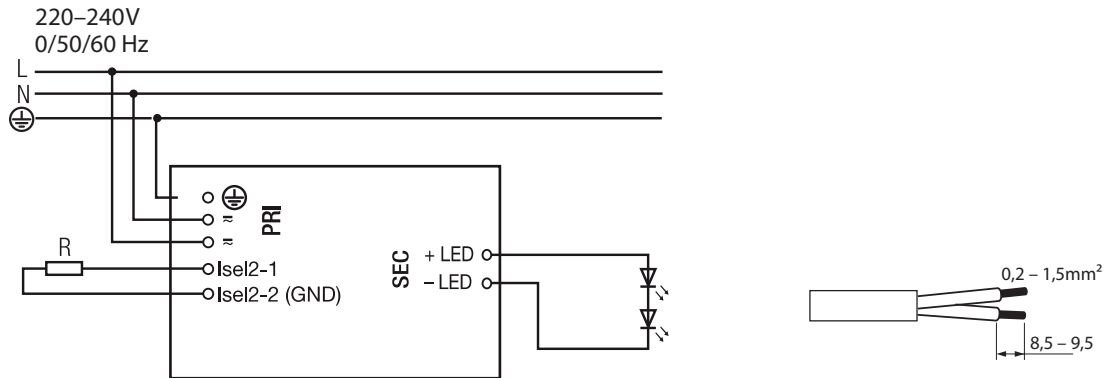 220–240V
0/50/60 Hz
L
N
PRI
≂
≂
R
Isel2-1
Isel2-2 (GND)
SEC
+ LED
– LED
0,2 – 1,5mm²
8,5 – 9,5